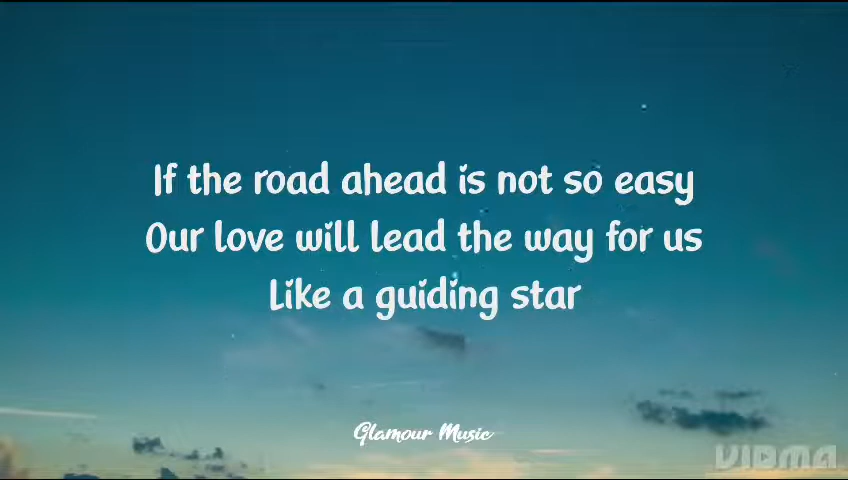 If the road ahead is not so easy
Our love will lead the way for us
Like a guiding star
Glamour Music
VIDMA